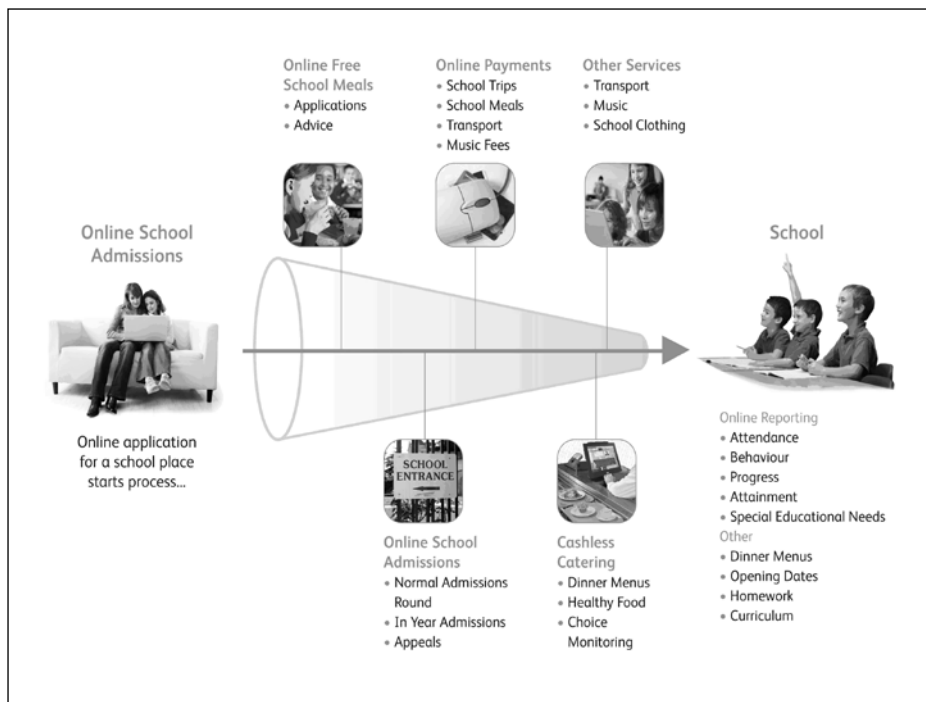 Online Free
School Meals
• Applications
• Advice
Online Payments
• School Trips
• School Meals
• Transport
• Music Fees
Other Services
• Transport
• Music
• School Clothing
Online School
Admissions
Online application
for a school place
starts process...
SCHOOL
ENTRANCE
Online School
Admissions
• Normal Admissions
Round
• In Year Admissions
• Appeals
Cashless
Catering
• Dinner Menus
• Healthy Food
• Choice
Monitoring
School
Online Reporting
• Attendance
• Behaviour
• Progress
• Attainment
• Special Educational Needs
Other
• Dinner Menus
• Opening Dates
• Homework
• Curriculum